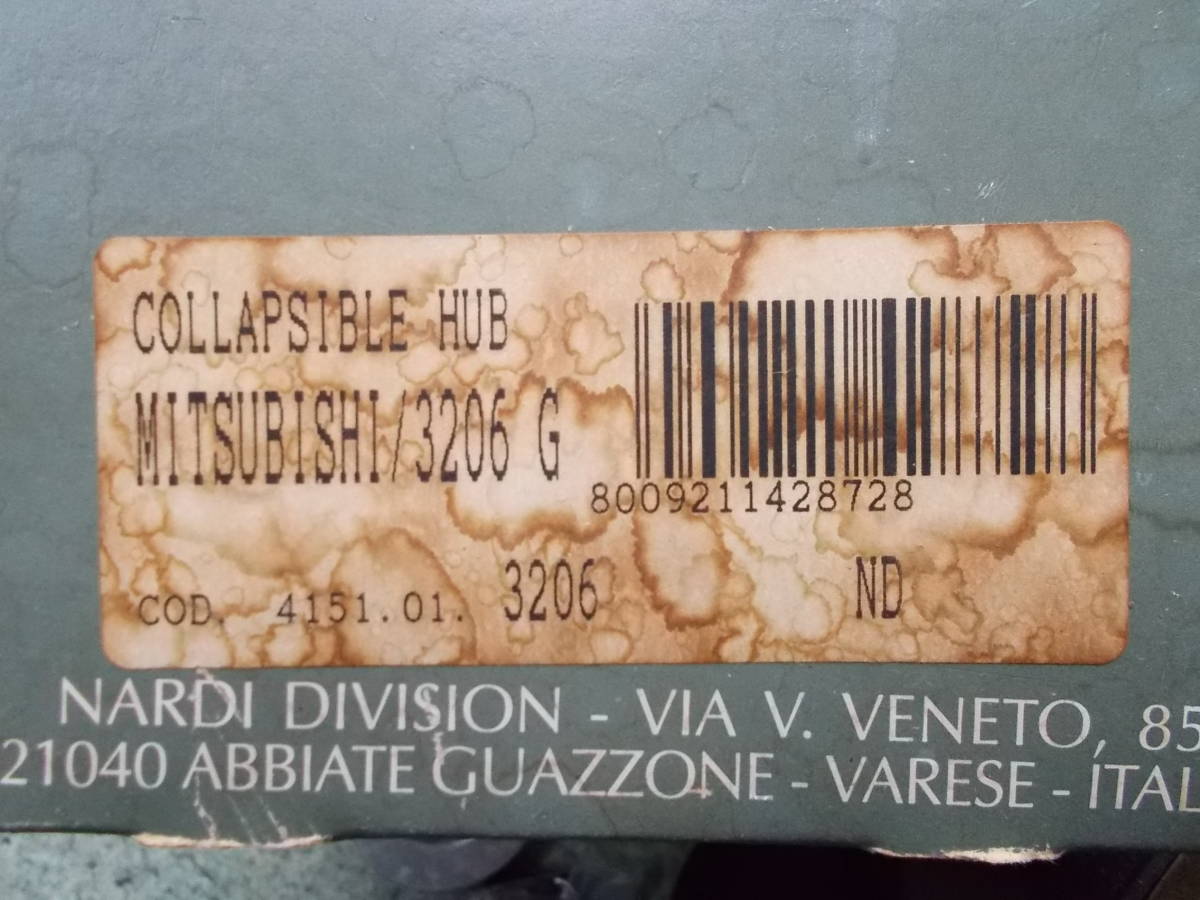 COLLAPSIBLE HUB
MITSUBISHI/3206 G
8009211428728
COD. 4151.01. 3206 ND
NARDI DIVISION - VIA V. VENETO, 85
21040 ABBIATE GUAZZONE - VARESE - ITAL